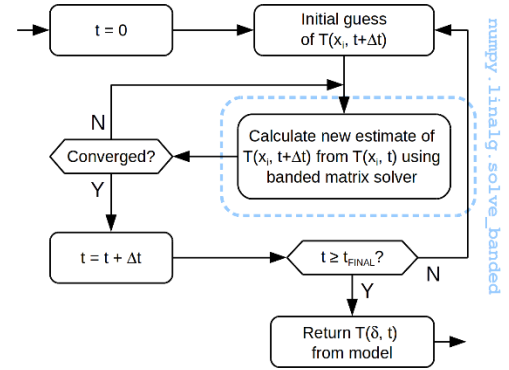 t = 0
Initial guess
of T(xᵢ, t+Δt)
N
Converged?
Calculate new estimate of
T(xᵢ, t+Δt) from T(xᵢ, t) using
banded matrix solver
Y
t = t + Δt
t ≥ t_FINAL?
N
Y
Return T(δ, t)
from model
numpy.linalg.solve_banded